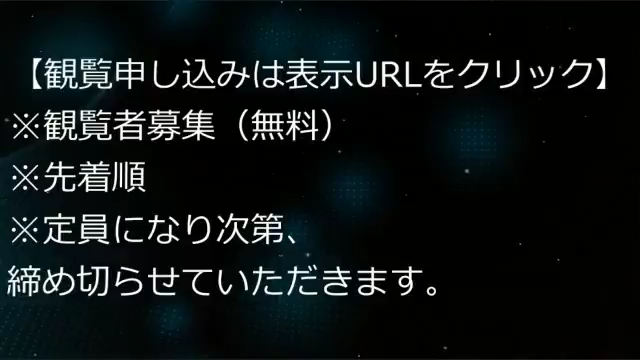 【観覧申し込みは表示URLをクリック】
※観覧者募集（無料）
※先着順
※定員になり次第、
締め切らせていただきます。